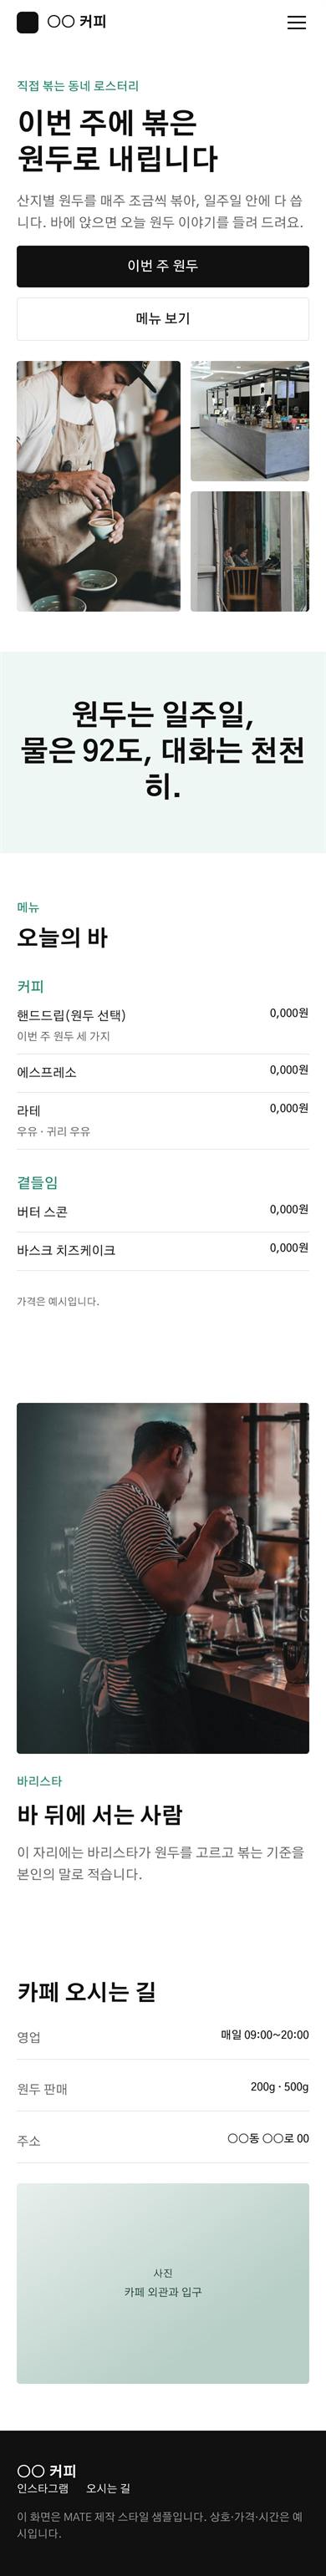 ○○ 커피
직접 볶는 동네 로스터리
이번 주에 볶은
원두로 내립니다
산지별 원두를 매주 조금씩 볶아, 일주일 안에 다 씁
니다. 바에 앉으면 오늘 원두 이야기를 들려 드려요.
이번 주 원두
메뉴 보기
원두는 일주일,
물은 92도, 대화는 천천
히.
메뉴
오늘의 바
커피
핸드드립(원두 선택) 0,000원
이번 주 원두 세 가지
에스프레소 0,000원
라테 0,000원
우유 · 귀리 우유
곁들임
버터 스콘 0,000원
바스크 치즈케이크 0,000원
가격은 예시입니다.
바리스타
바 뒤에 서는 사람
이 자리에는 바리스타가 원두를 고르고 볶는 기준을
본인의 말로 적습니다.
카페 오시는 길
영업 매일 09:00~20:00
원두 판매 200g · 500g
주소 ○○동 ○○로 00
사진
카페 외관과 입구
○○ 커피
인스타그램 오시는 길
이 화면은 MATE 제작 스타일 샘플입니다. 상호·가격·시간은 예
시입니다.